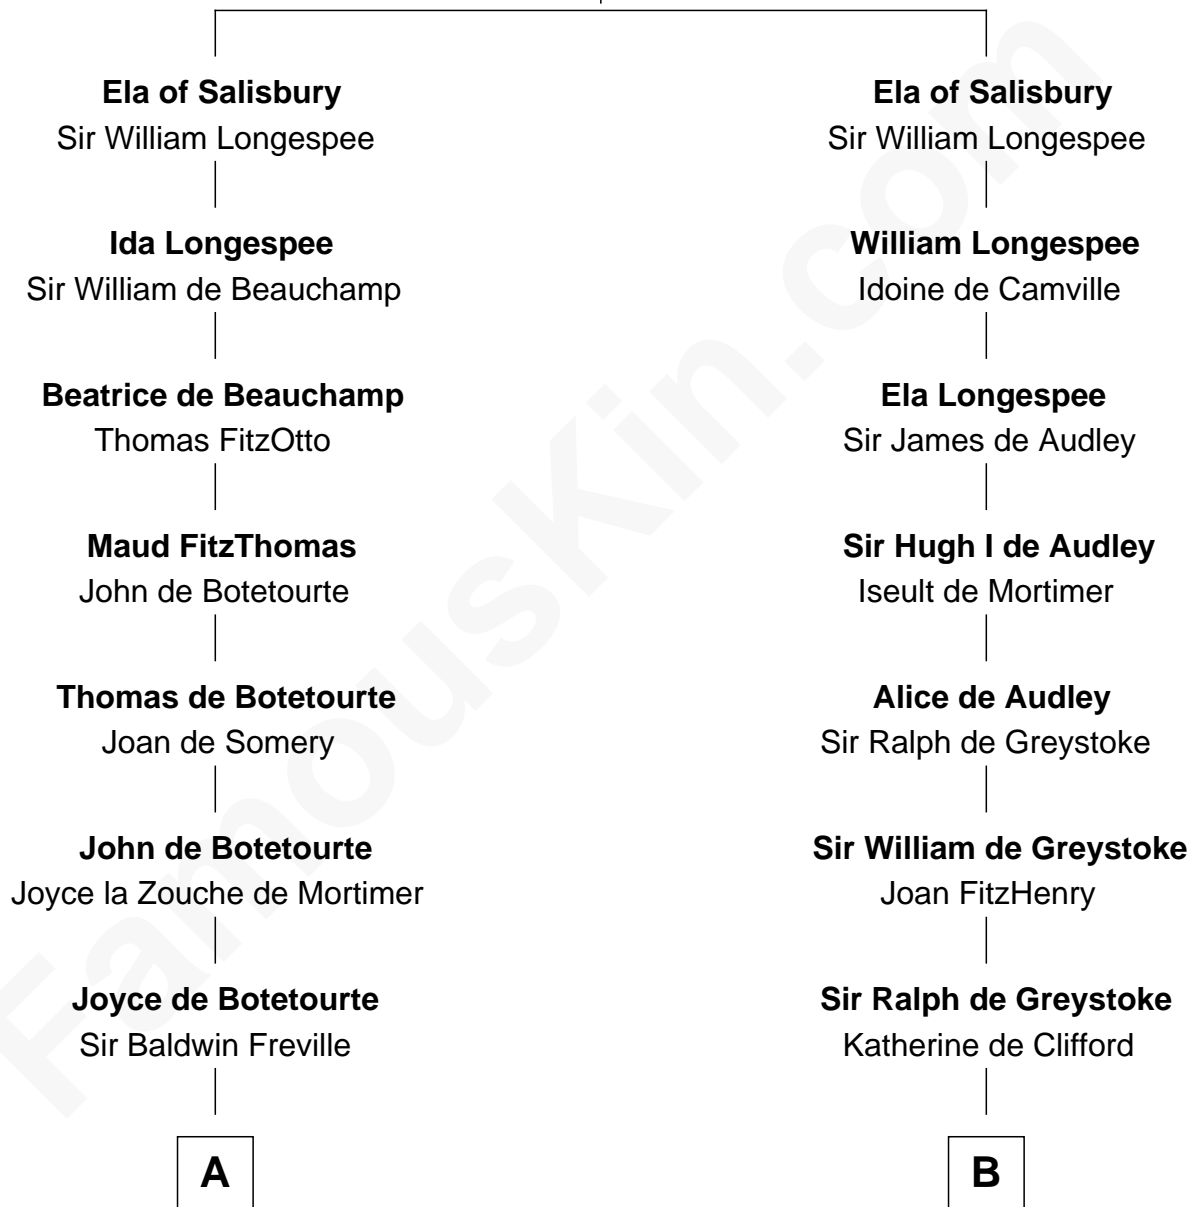 Ela of Salisbury
Sir William Longespee
Ida Longespee
Sir William de Beauchamp
Beatrice de Beauchamp
Thomas FitzOtto
Maud FitzThomas
John de Botetourte
Thomas de Botetourte
Joan de Somery
John de Botetourte
Joyce la Zouche de Mortimer
Joyce de Botetourte
Sir Baldwin Freville
A
Ela of Salisbury
Sir William Longespee
William Longespee
Idoine de Camville
Ela Longespee
Sir James de Audley
Sir Hugh I de Audley
Iseult de Mortimer
Alice de Audley
Sir Ralph de Greystoke
Sir William de Greystoke
Joan FitzHenry
Sir Ralph de Greystoke
Katherine de Clifford
B
FamousKin.com